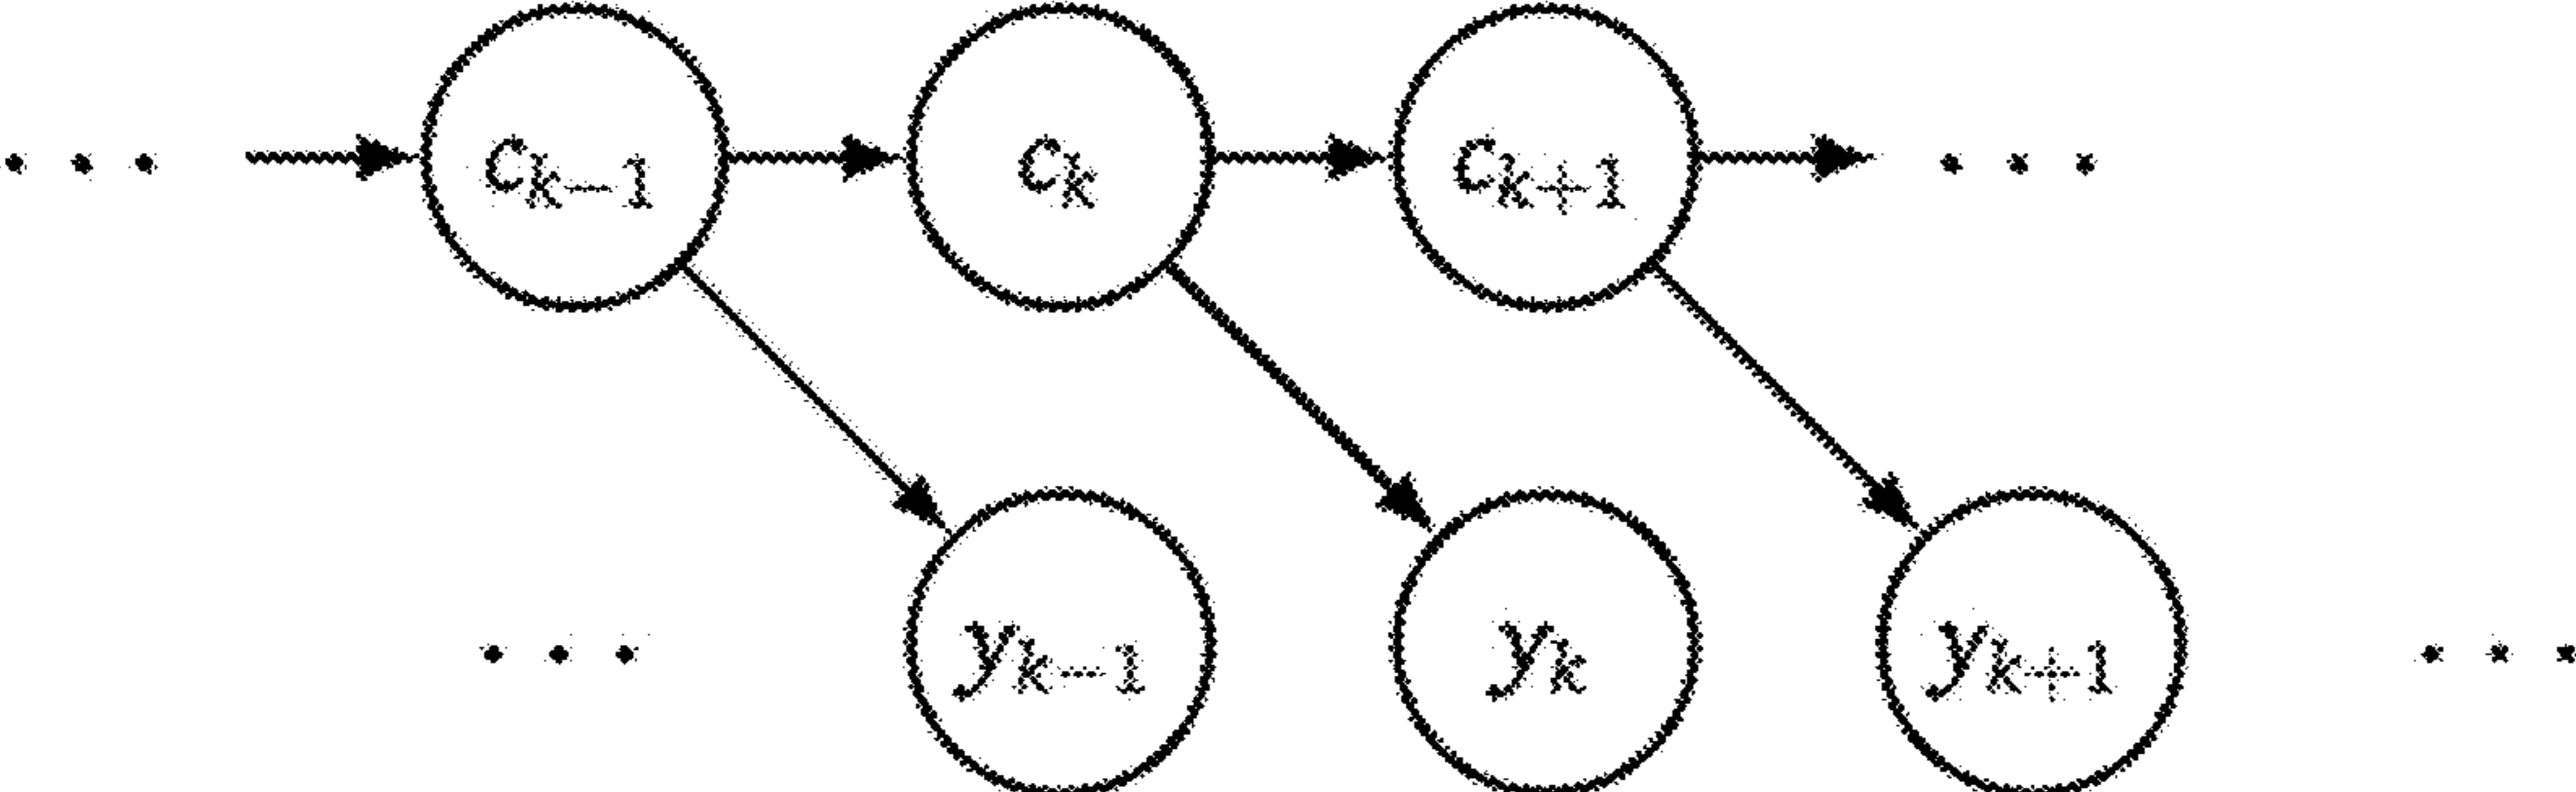 . . . c_{k-1} c_k c_{k+1} . . .
. . . y_{k-1} y_k y_{k+1} . . .